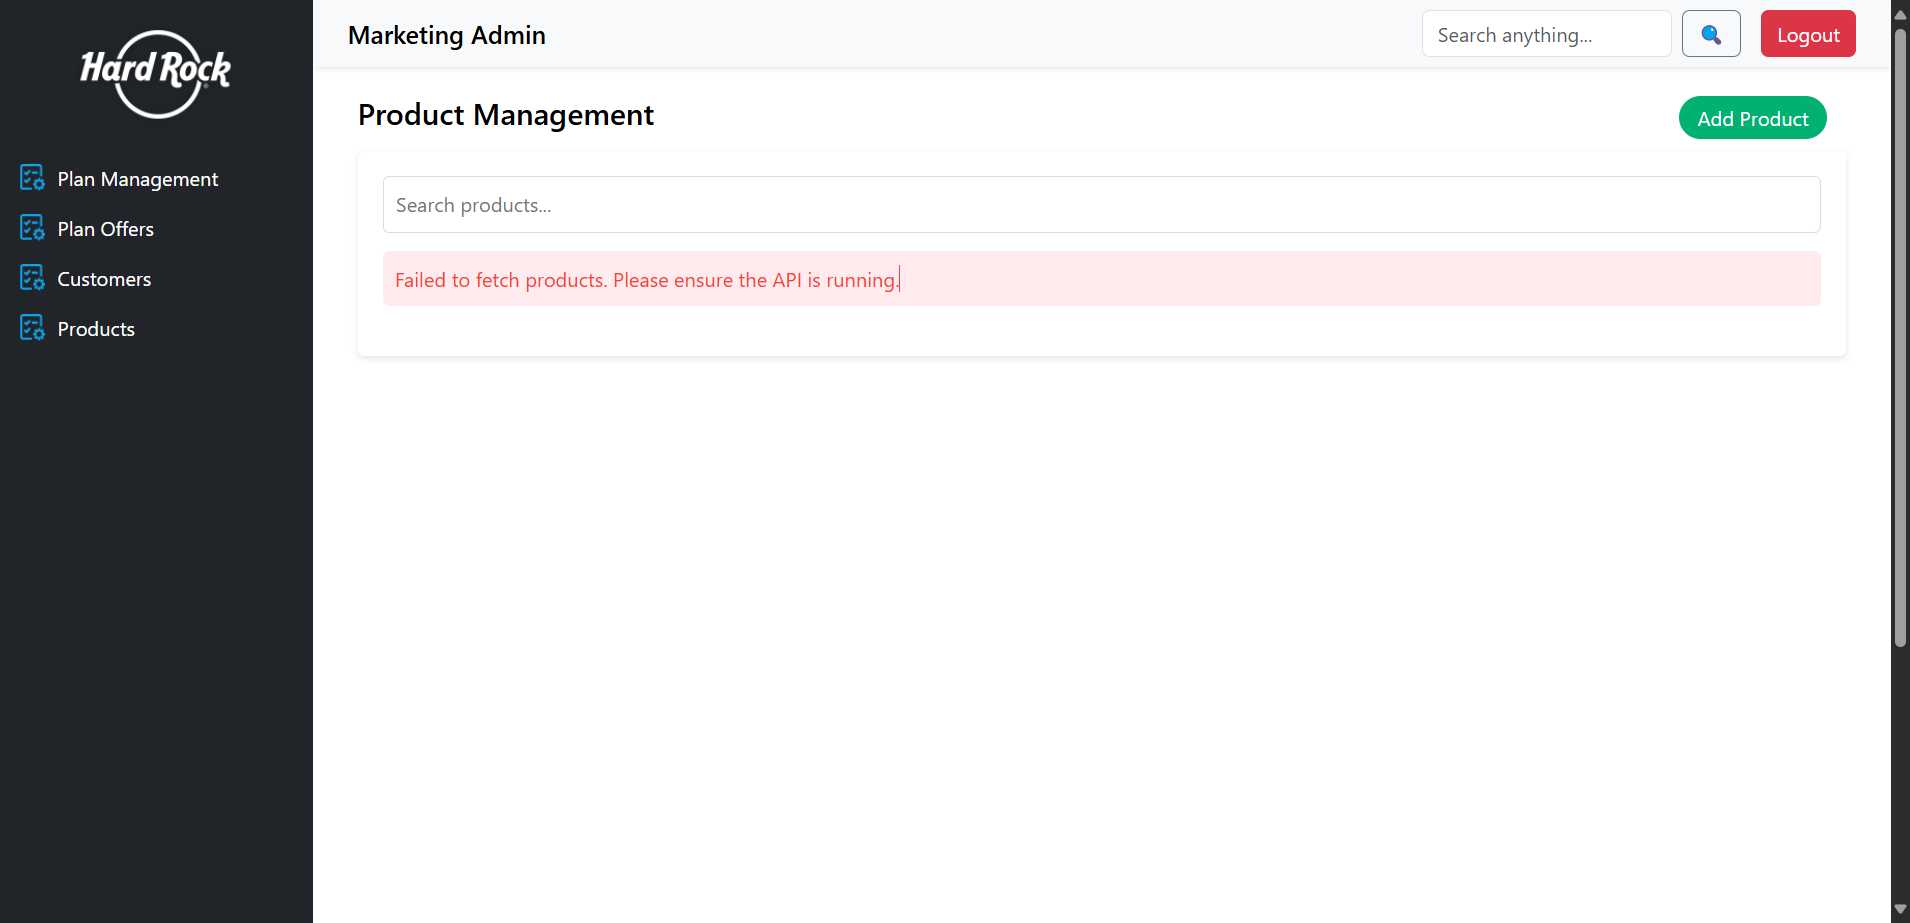 Hard Rock
Marketing Admin
Search anything...
Logout
Product Management
Add Product
Plan Management
Plan Offers
Customers
Products
Search products...
Failed to fetch products. Please ensure the API is running.